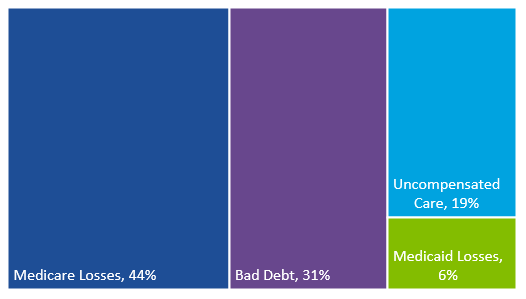 Medicare Losses, 44%
Bad Debt, 31%
Uncompensated
Care, 19%
Medicaid Losses,
6%